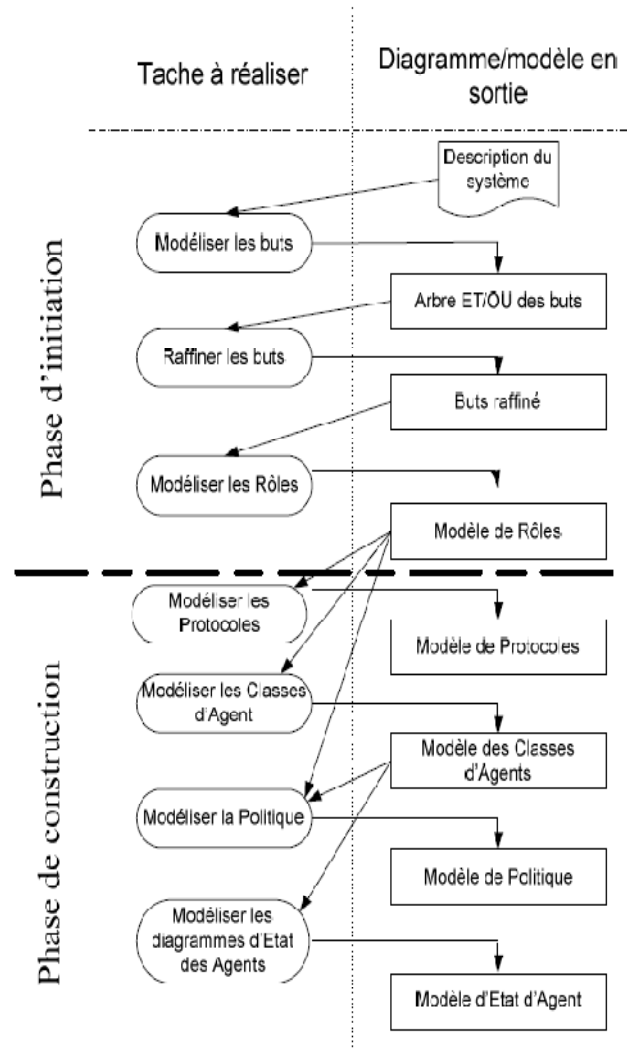 Tache à réaliser
Diagramme/modèle en
sortie
Phase d'initiation
Description du
système
Modéliser les buts
Arbre ET/OU des buts
Raffiner les buts
Buts raffiné
Modéliser les Rôles
Modèle de Rôles
Phase de construction
Modéliser les
Protocoles
Modèle de Protocoles
Modéliser les Classes
d'Agent
Modèle des Classes
d'Agents
Modéliser la Politique
Modèle de Politique
Modéliser les
diagrammes d'Etat
des Agents
Modèle d'Etat d'Agent